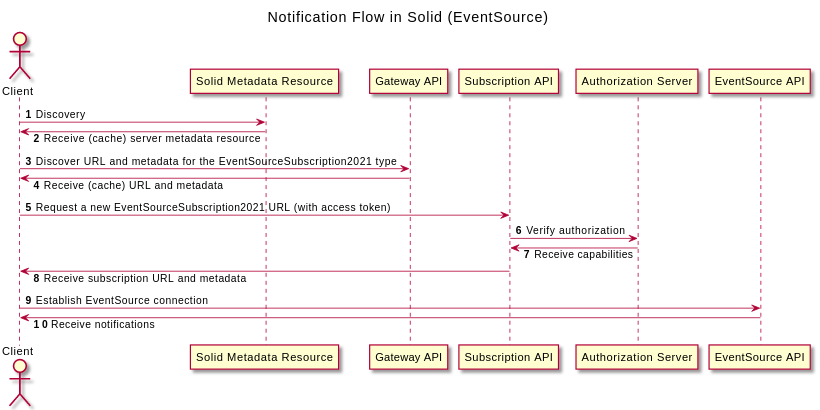 Notification Flow in Solid (EventSource)
Client
Solid Metadata Resource
Gateway API
Subscription API
Authorization Server
EventSource API
1 Discovery
2 Receive (cache) server metadata resource
3 Discover URL and metadata for the EventSourceSubscription2021 type
4 Receive (cache) URL and metadata
5 Request a new EventSourceSubscription2021 URL (with access token)
6 Verify authorization
7 Receive capabilities
8 Receive subscription URL and metadata
9 Establish EventSource connection
10 Receive notifications
Client
Solid Metadata Resource
Gateway API
Subscription API
Authorization Server
EventSource API